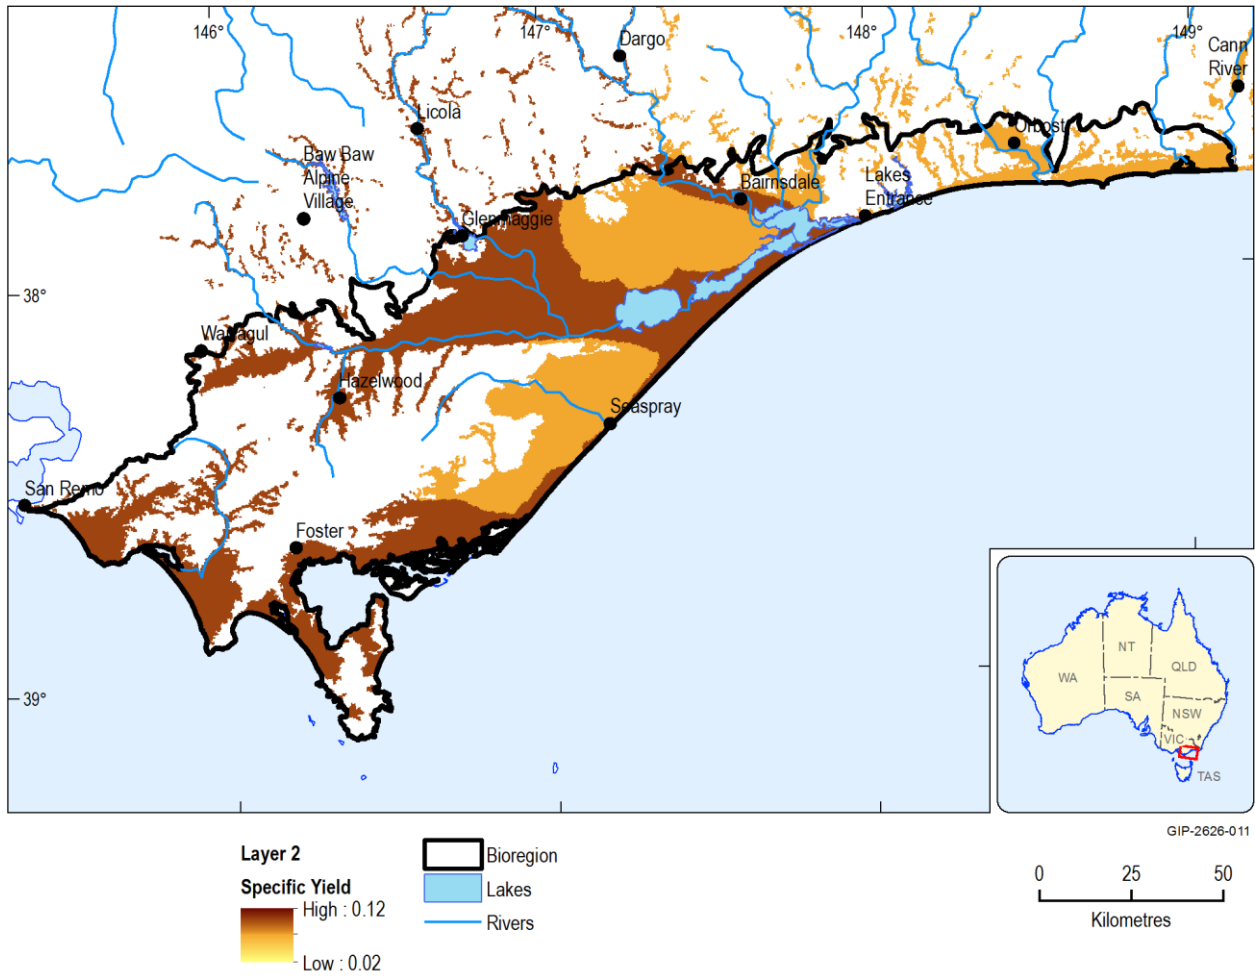 146°
147°
148°
149°
Dargo
Cann
River
Licola
Orbost
Baw Baw
Alpine
Village
Bairnsdale
Lakes
Entrance
Glenmaggie
38°
Warragul
Hazelwood
Seaspray
San Remo
Foster
39°
NT
WA
QLD
SA
NSW
VIC
TAS
GIP-2626-011
Layer 2
Specific Yield
High : 0.12
Low : 0.02
Bioregion
Lakes
Rivers
0 25 50
Kilometres